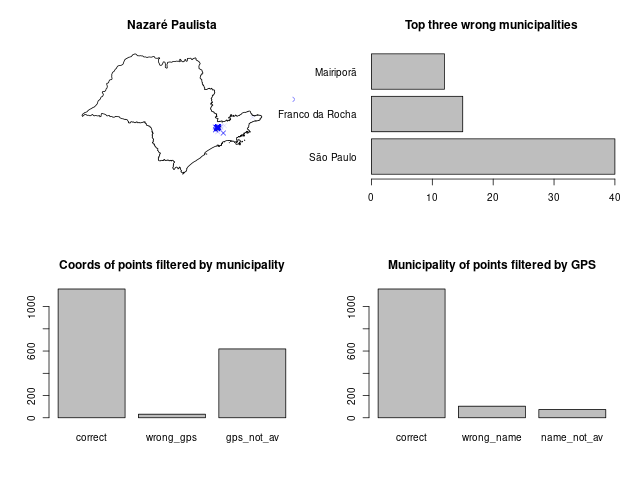 Nazaré Paulista
Top three wrong municipalities
Mairiporã
Franco da Rocha
São Paulo
0 10 20 30 40
Coords of points filtered by municipality
0 200 600 1000
correct wrong_gps gps_not_av
Municipality of points filtered by GPS
0 200 600 1000
correct wrong_name name_not_av